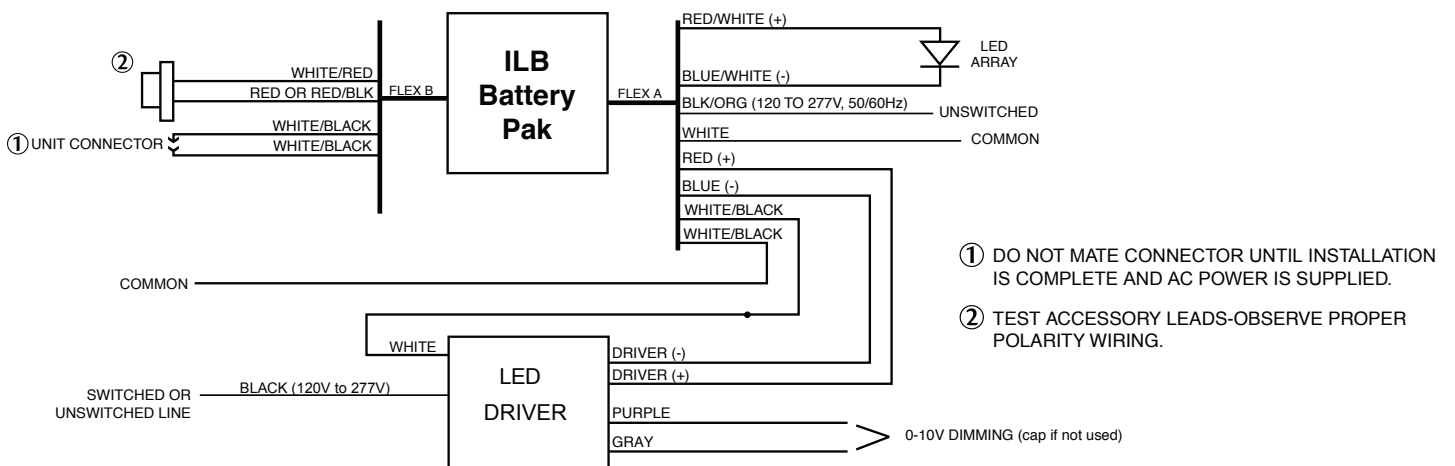 ②
WHITE/RED
RED OR RED/BLK
FLEX B
WHITE/BLACK
① UNIT CONNECTOR
WHITE/BLACK
ILB
Battery
Pak
FLEX A
RED/WHITE (+)
LED
ARRAY
BLUE/WHITE (-)
BLK/ORG (120 TO 277V, 50/60Hz)
UNSWITCHED
WHITE
COMMON
RED (+)
BLUE (-)
WHITE/BLACK
WHITE/BLACK
COMMON
WHITE
BLACK (120V to 277V)
SWITCHED OR
UNSWITCHED LINE
LED
DRIVER
DRIVER (-)
DRIVER (+)
PURPLE
GRAY
0-10V DIMMING (cap if not used)
① DO NOT MATE CONNECTOR UNTIL INSTALLATION
IS COMPLETE AND AC POWER IS SUPPLIED.
② TEST ACCESSORY LEADS-OBSERVE PROPER
POLARITY WIRING.